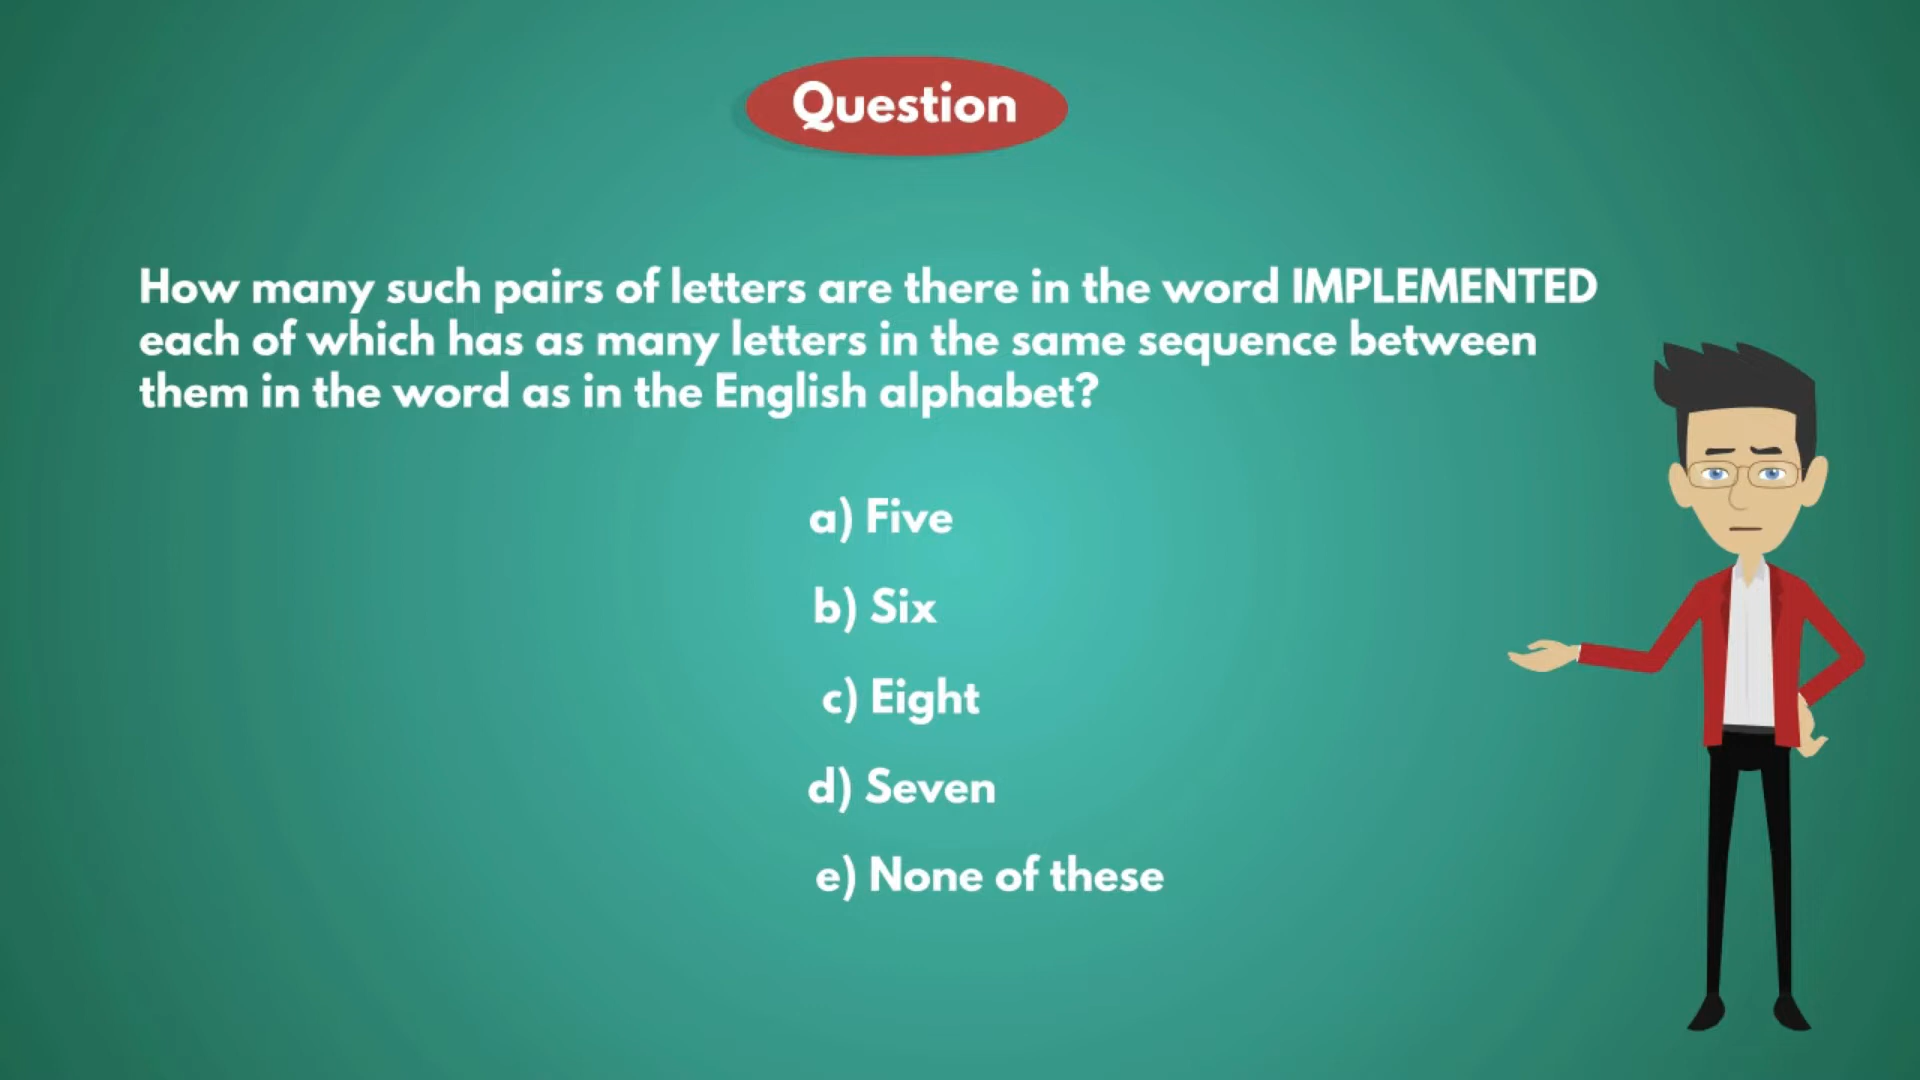 Question
How many such pairs of letters are there in the word IMPLEMENTED
each of which has as many letters in the same sequence between
them in the word as in the English alphabet?
a) Five
b) Six
c) Eight
d) Seven
e) None of these